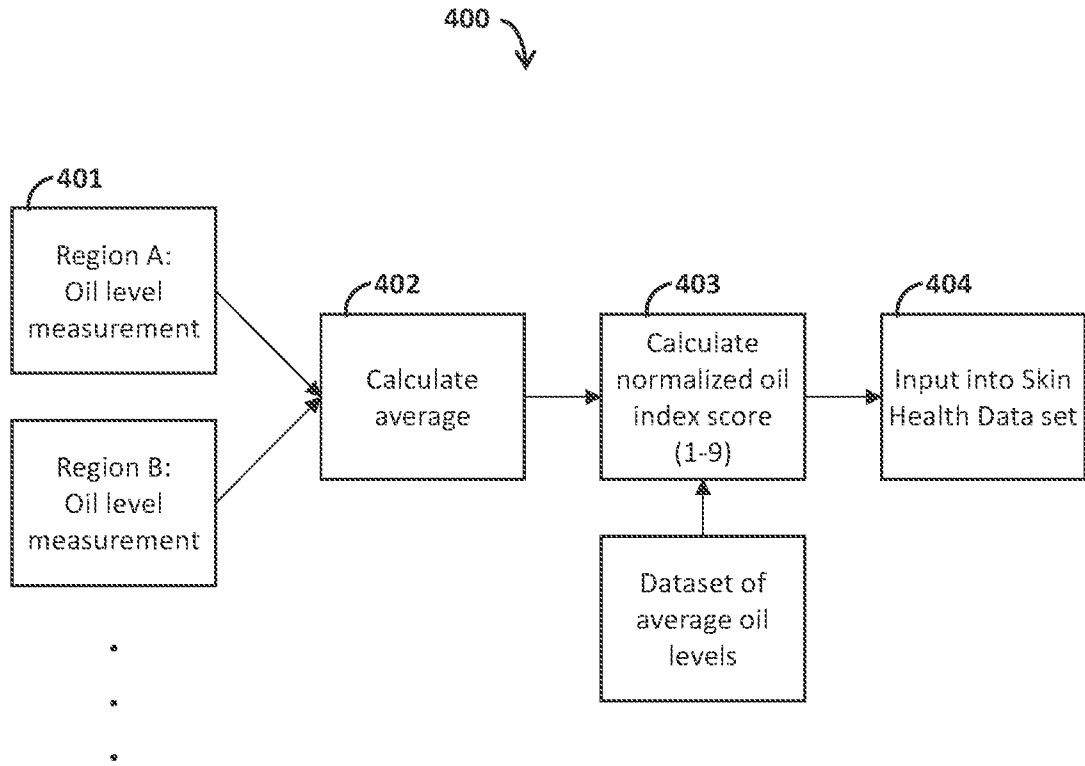 400
401
Region A:
Oil level
measurement
Region B:
Oil level
measurement
402
Calculate
average
403
Calculate
normalized oil
index score
(1-9)
Dataset of
average oil
levels
404
Input into Skin
Health Data set